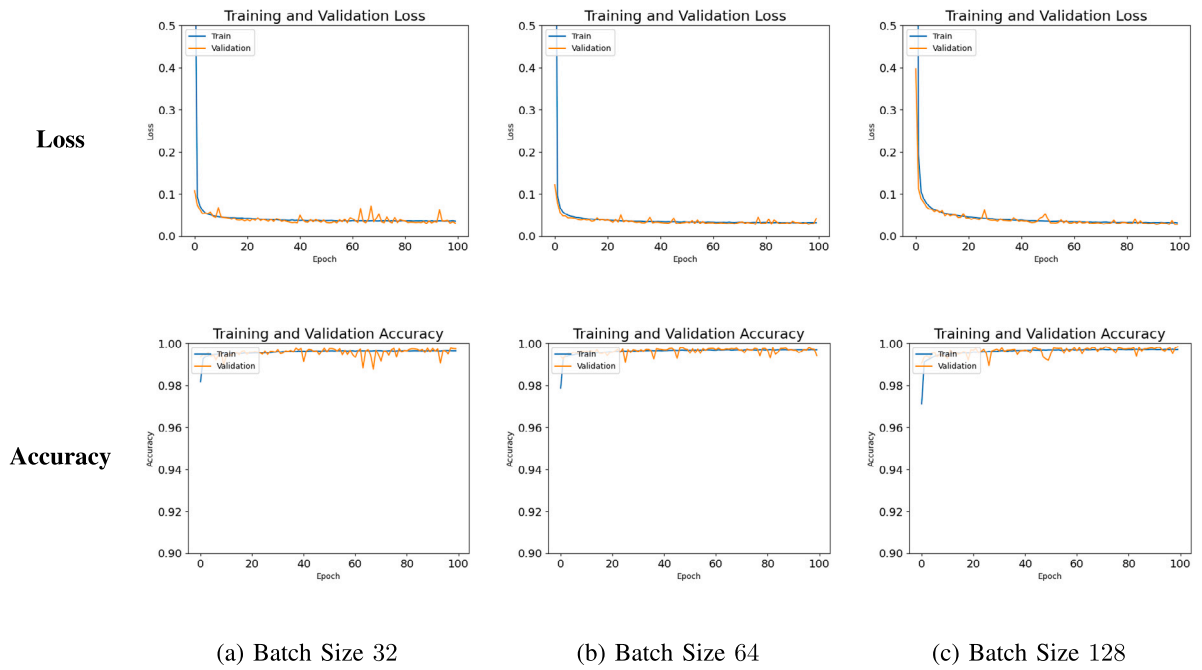 Training and Validation Loss
Training and Validation Loss
Training and Validation Loss
0.5
0.4
0.3
0.2
0.1
0.0
Loss
Train
Validation
0 20 40 60 80 100
Epoch
0.5
0.4
0.3
0.2
0.1
0.0
Loss
Train
Validation
0 20 40 60 80 100
Epoch
0.5
0.4
0.3
0.2
0.1
0.0
Loss
Train
Validation
0 20 40 60 80 100
Epoch
Loss
Training and Validation Accuracy
Training and Validation Accuracy
Training and Validation Accuracy
1.00
0.98
0.96
0.94
0.92
0.90
Accuracy
Train
Validation
0 20 40 60 80 100
Epoch
1.00
0.98
0.96
0.94
0.92
0.90
Accuracy
Train
Validation
0 20 40 60 80 100
Epoch
1.00
0.98
0.96
0.94
0.92
0.90
Accuracy
Train
Validation
0 20 40 60 80 100
Epoch
Accuracy
(a) Batch Size 32
(b) Batch Size 64
(c) Batch Size 128